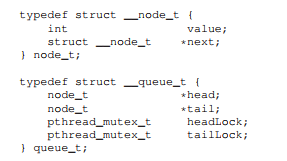 typedef struct __node_t {
    int                 value;
    struct __node_t     *next;
} node_t;

typedef struct __queue_t {
    node_t              *head;
    node_t              *tail;
    pthread_mutex_t     headLock;
    pthread_mutex_t     tailLock;
} queue_t;